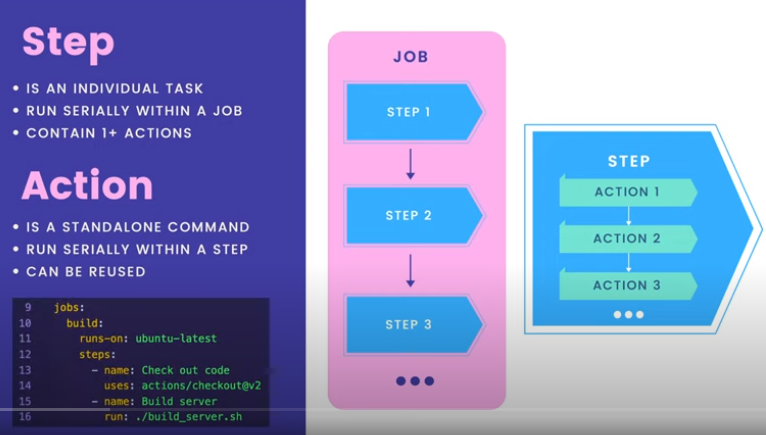 Step
• IS AN INDIVIDUAL TASK
• RUN SERIALLY WITHIN A JOB
• CONTAIN 1+ ACTIONS
Action
• IS A STANDALONE COMMAND
• RUN SERIALLY WITHIN A STEP
• CAN BE REUSED
9 jobs:
10 build:
11 runs-on: ubuntu-latest
12 steps:
13 - name: Check out code
14 uses: actions/checkout@v2
15 - name: Build server
16 run: ./build_server.sh
JOB
STEP 1
STEP 2
STEP 3
STEP
ACTION 1
ACTION 2
ACTION 3